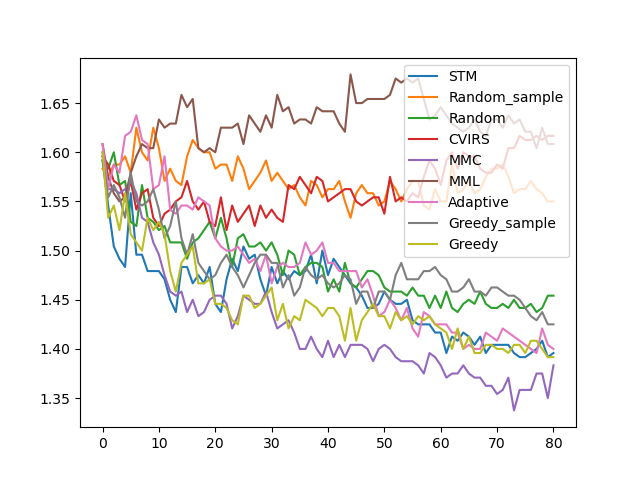 1.65
1.60
1.55
1.50
1.45
1.40
1.35
0 10 20 30 40 50 60 70 80
STM
Random_sample
Random
CVIRS
MMC
MML
Adaptive
Greedy_sample
Greedy